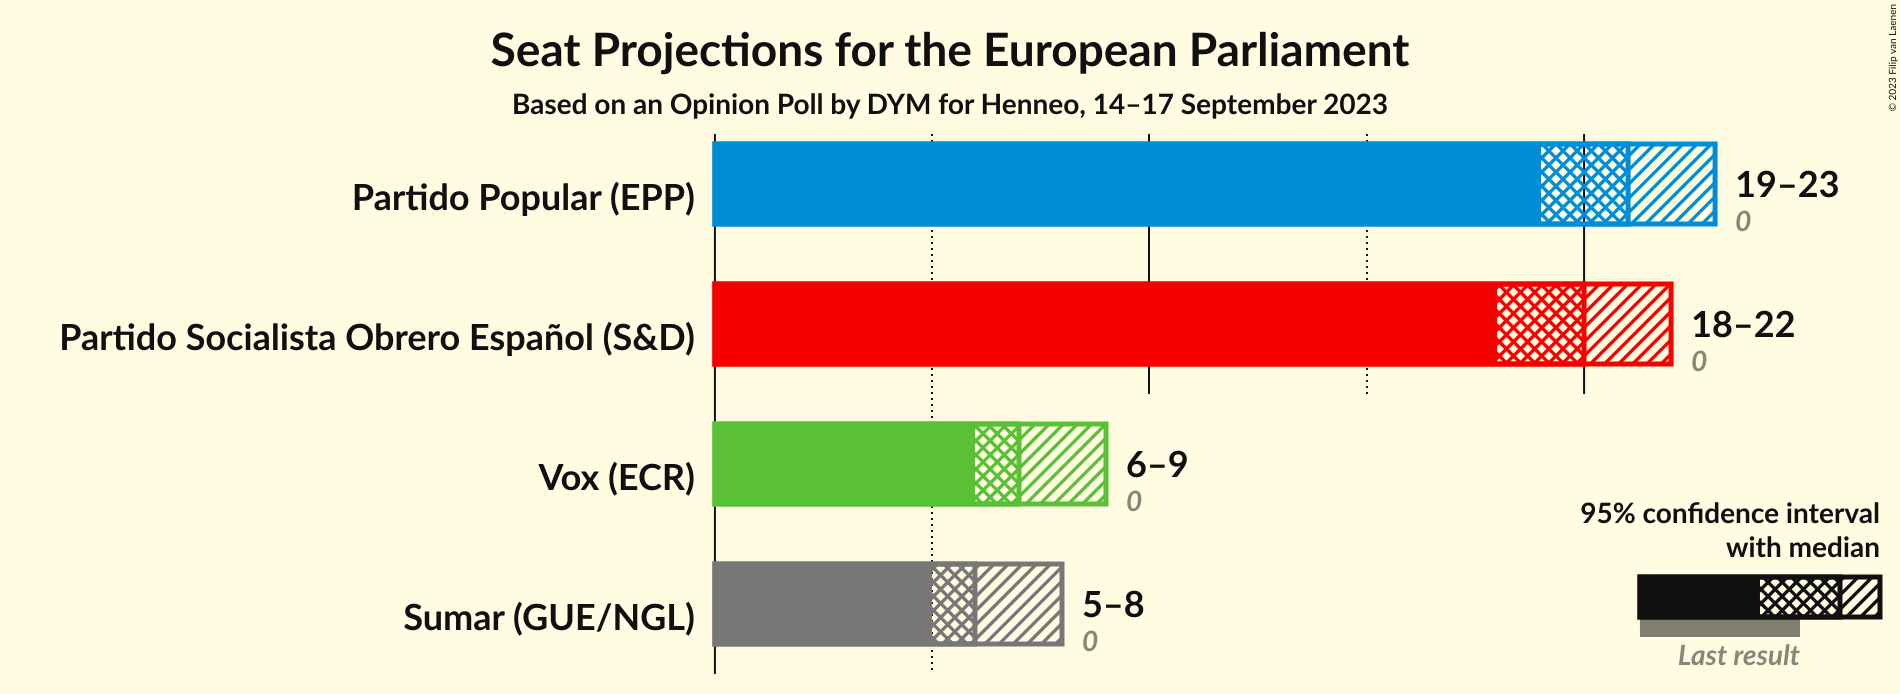 Seat Projections for the European Parliament
Based on an Opinion Poll by DYM for Henneo, 14–17 September 2023
© 2023 Filip van Laenen
Partido Popular (EPP)
19–23
0
Partido Socialista Obrero Español (S&D)
18–22
0
Vox (ECR)
6–9
0
Sumar (GUE/NGL)
5–8
0
95% confidence interval
with median
Last result